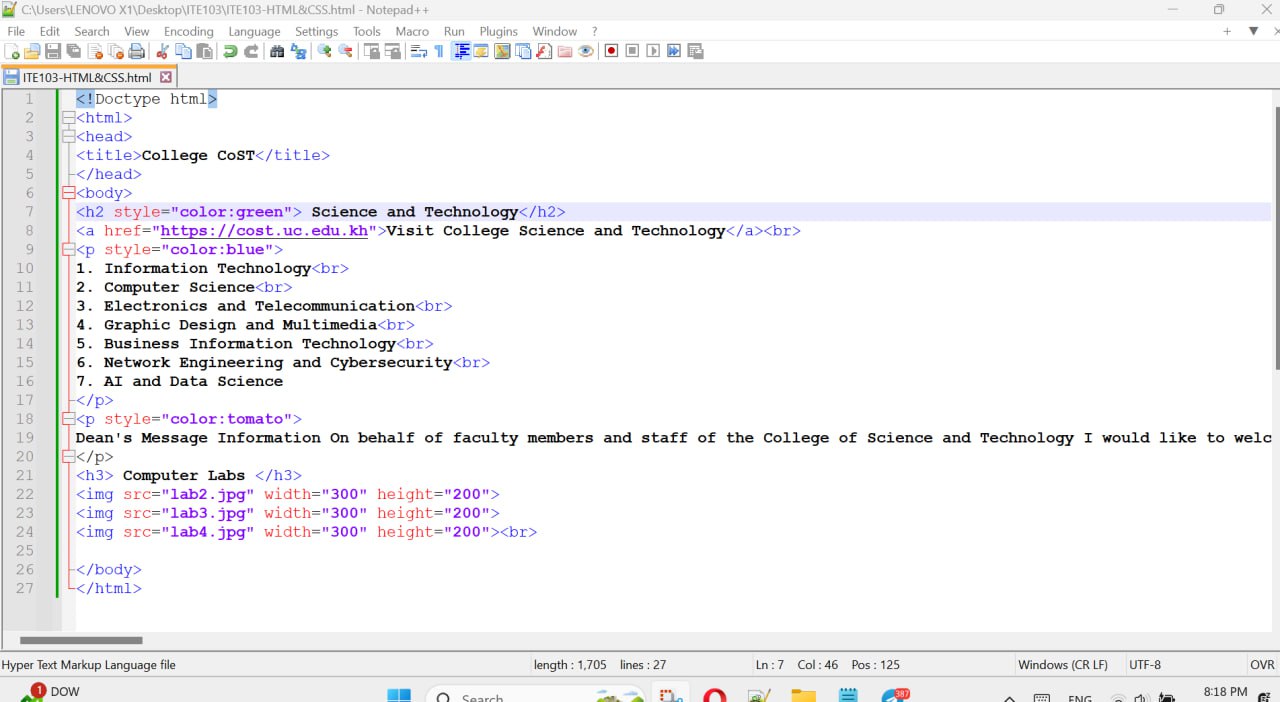 C:\Users\LENOVO X1\Desktop\ITE103\ITE103-HTML&CSS.html - Notepad++
File Edit Search View Encoding Language Settings Tools Macro Run Plugins Window ?
ITE103-HTML&CSS.html
1 <!Doctype html>
2 <html>
3 <head>
4 <title>College CoST</title>
5 </head>
6 <body>
7 <h2 style="color:green"> Science and Technology</h2>
8 <a href="https://cost.uc.edu.kh">Visit College Science and Technology</a><br>
9 <p style="color:blue">
10 1. Information Technology<br>
11 2. Computer Science<br>
12 3. Electronics and Telecommunication<br>
13 4. Graphic Design and Multimedia<br>
14 5. Business Information Technology<br>
15 6. Network Engineering and Cybersecurity<br>
16 7. AI and Data Science
17 </p>
18 <p style="color:tomato">
19 Dean's Message Information On behalf of faculty members and staff of the College of Science and Technology I would like to welc
20 </p>
21 <h3> Computer Labs </h3>
22 <img src="lab2.jpg" width="300" height="200">
23 <img src="lab3.jpg" width="300" height="200">
24 <img src="lab4.jpg" width="300" height="200"><br>
25
26 </body>
27 </html>
Hyper Text Markup Language file length : 1,705 lines : 27 Ln : 7 Col : 46 Pos : 125 Windows (CR LF) UTF-8 OVR
1 DOW Search 387 ENG 8:18 PM